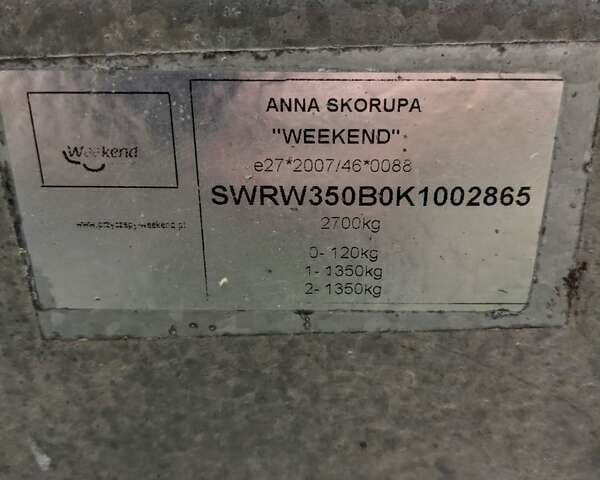 Weekend
www.przyczepy-weekend.pl
ANNA SKORUPA
"WEEKEND"
e27*2007/46*0088
SWRW350B0K1002865
2700kg
0- 120kg
1- 1350kg
2- 1350kg